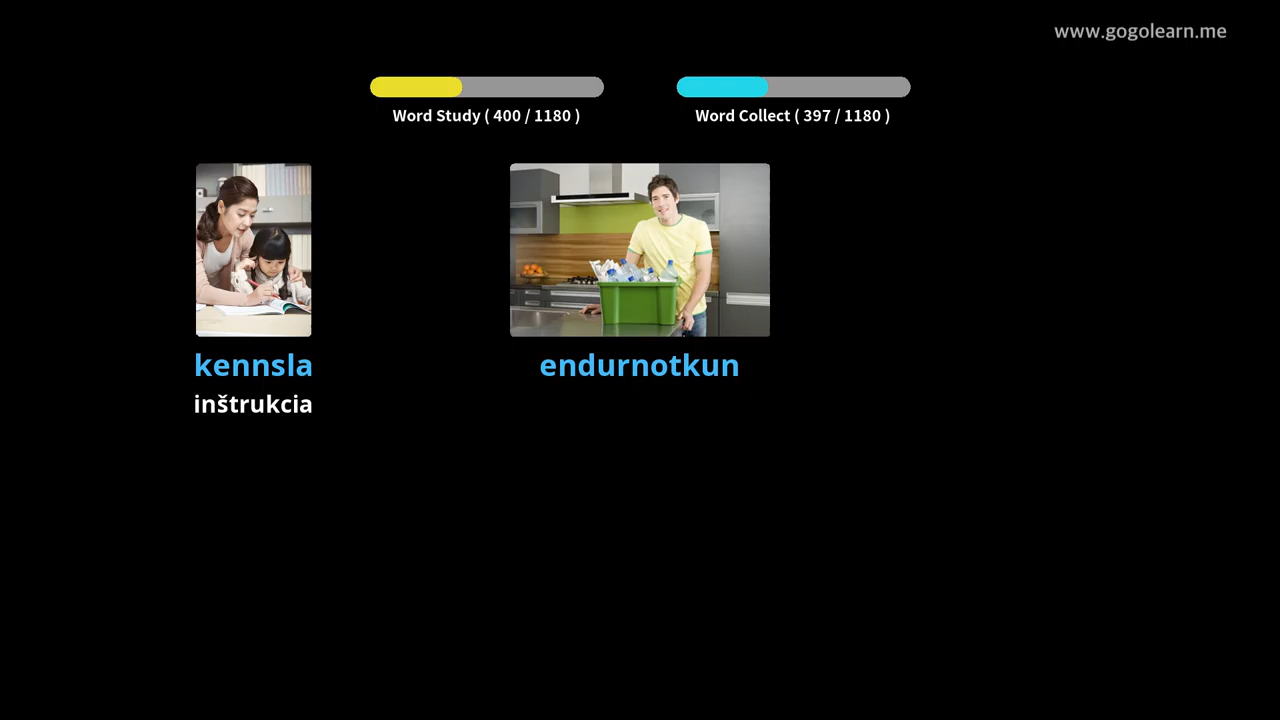 www.gogolearn.me
Word Study ( 400 / 1180 )
Word Collect ( 397 / 1180 )
kennsla
inštrukcia
endurnotkun